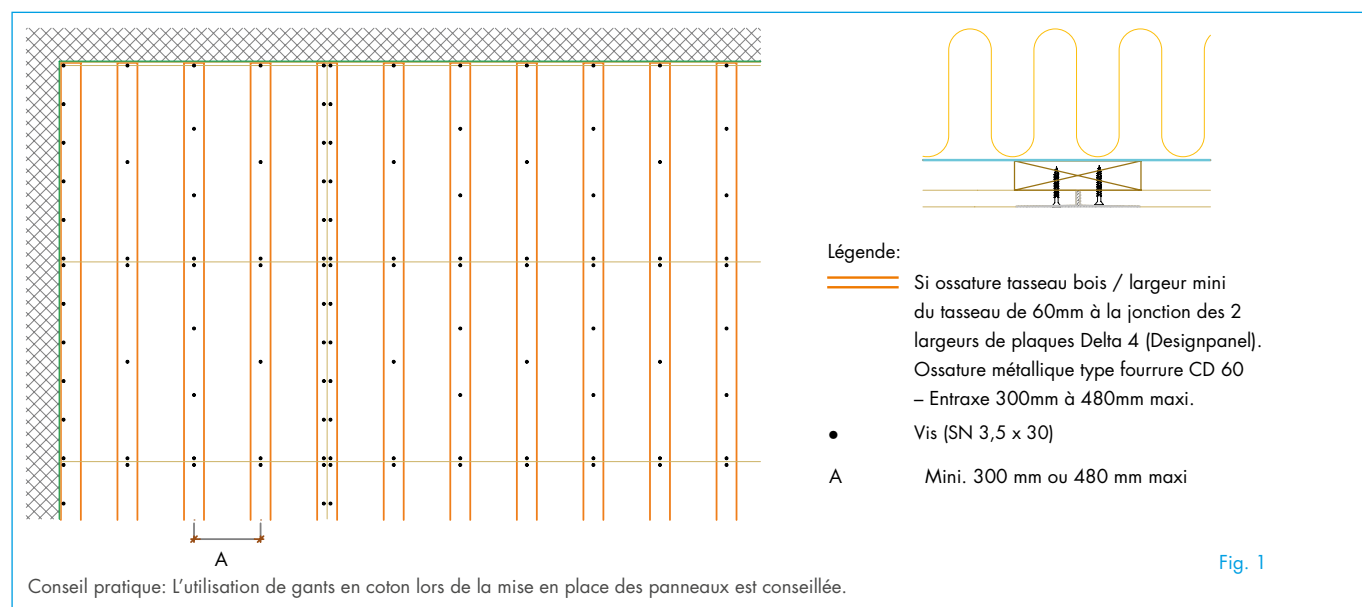 A
Conseil pratique: L’utilisation de gants en coton lors de la mise en place des panneaux est conseillée.
Légende:
Si ossature tasseau bois / largeur mini
du tasseau de 60mm à la jonction des 2
largeurs de plaques Delta 4 (Designpanel).
Ossature métallique type fourrure CD 60
– Entraxe 300mm à 480mm maxi.
Vis (SN 3,5 x 30)
A Mini. 300 mm ou 480 mm maxi
Fig. 1